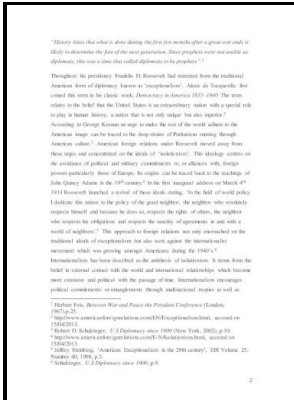 "History hints that what is done during the first few months after a great war ends is
likely to determine the fate of the next generation. Since prophets were not usable as
diplomats, this was a time that called diplomats to be prophets".¹
Throughout his presidency Franklin D. Roosevelt had retreated from the traditional
American form of diplomacy known as 'exceptionalism'. Alexis de Tocqueville first
coined this term in his classic work, Democracy in America 1835-1900. The term
relates to the belief that the United States is an extraordinary nation with a special role
to play in human history, a nation that is not only unique but also superior.²
According to George Kennan an urge to make the rest of the world adhere to the
American image can be traced to the deep strains of Puritanism running through
American culture.³ American foreign relations under Roosevelt moved away from
these urges and concentrated on the ideals of 'isolationism'. This ideology centres on
the avoidance of political and military commitments to, or alliances with, foreign
powers particularly those of Europe. Its origins can be traced back to the treaties of
John Quincy Adams in the 19th century.⁴ In his first inaugural address on March 4th
1933 Roosevelt launched a revival of these ideals stating, 'In the field of world policy
I dedicate this nation to the policy of the good neighbor, the neighbor who resolutely
respects himself and because he does so, respects the rights of others, the neighbor
who respects his obligations and respects the sanctity of agreements in and with a
world of neighbors'.⁵ This approach to foreign relations not only encroached on the
traditional ideals of exceptionalism but also went against the internationalist
movement which was growing amongst Americans during the 1940's.⁶
Internationalism has been described as the antithesis of isolationism. It stems from the
belief in external contact with the world and international relationships which become
more extensive and political with the passage of time. Internationalism encourages
political commitments or entanglements through multinational treaties as well as
¹ Herbert Feis, Between War and Peace the Potsdam Conference (London,
1967) p.25.
² http://www.americanforeignrelations.com/EN/Exceptionalism.html, accessed on
15/04/2013.
³ Robert D. Schulzinger, U.S Diplomacy since 1900 (New York, 2002), p.10.
⁴ http://www.americanforeignrelations.com/E-N/Isolationism.html, accessed on
15/04/2013.
⁵ Jeffrey Steinberg, 'American Exceptionalism in the 20th century', EIR Volume 25,
Number 40, 1998, p.3.
⁶ Schulzinger, U.S Diplomacy since 1900, p.9.
2